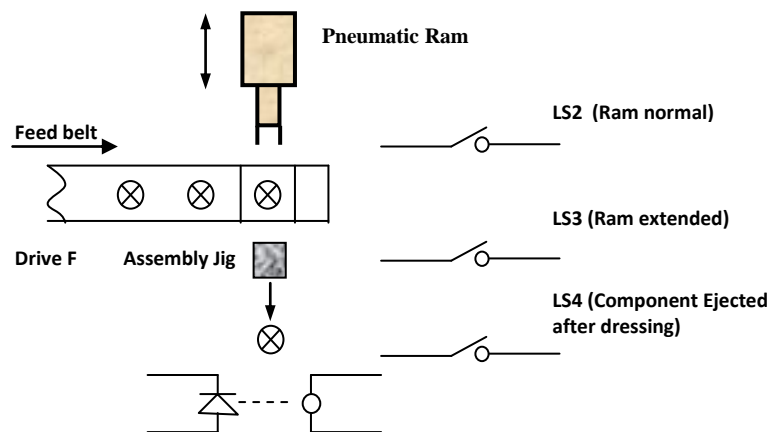 Pneumatic Ram
LS2 (Ram normal)
Feed belt
LS3 (Ram extended)
Drive F
Assembly Jig
LS4 (Component Ejected
after dressing)